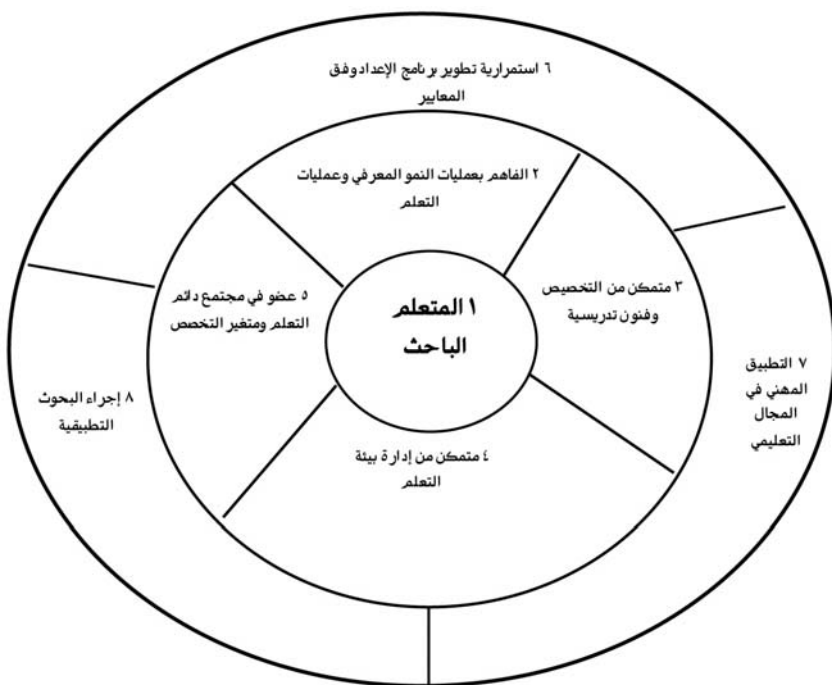 ٦ استمرارية تطوير برنامج الإعداد وفق
المعايير
٢ الفاهم بعمليات النمو المعرفي وعمليات
التعلم
٣ متمكن من التخصيص
وفنون تدريسية
١ المتعلم
الباحث
٥ عضو في مجتمع دائم
التعلم ومتغير التخصص
٧ التطبيق
المهني في
المجال
التعليمي
٨ إجراء البحوث
التطبيقية
٤ متمكن من إدارة بيئة
التعلم